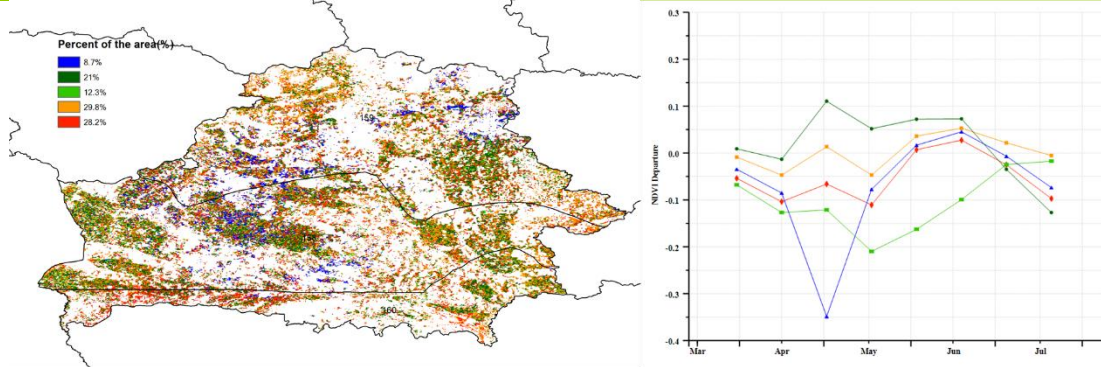 Percent of the area(%)
8.7%
21%
12.3%
29.8%
28.2%
159
160
NDVI Departure
0.3
0.2
0.1
0.0
-0.1
-0.2
-0.3
-0.4
Mar
Apr
May
Jun
Jul